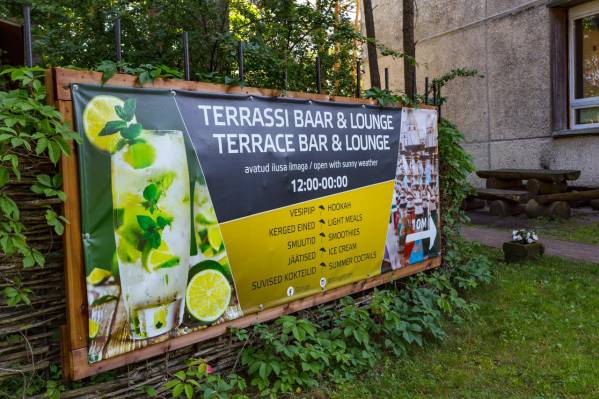 TERRASSI BAAR & LOUNGE
TERRACE BAR & LOUNGE
avatud ilusa ilmaga / open with sunny weather
12:00-00:00
VESIPIIP HOOKAH
KERGED EINED LIGHT MEALS
SMUUTID SMOOTHIES
JÄÄTISED ICE CREAM
SUVISED KOKTEILID SUMMER COCTAILS
10M